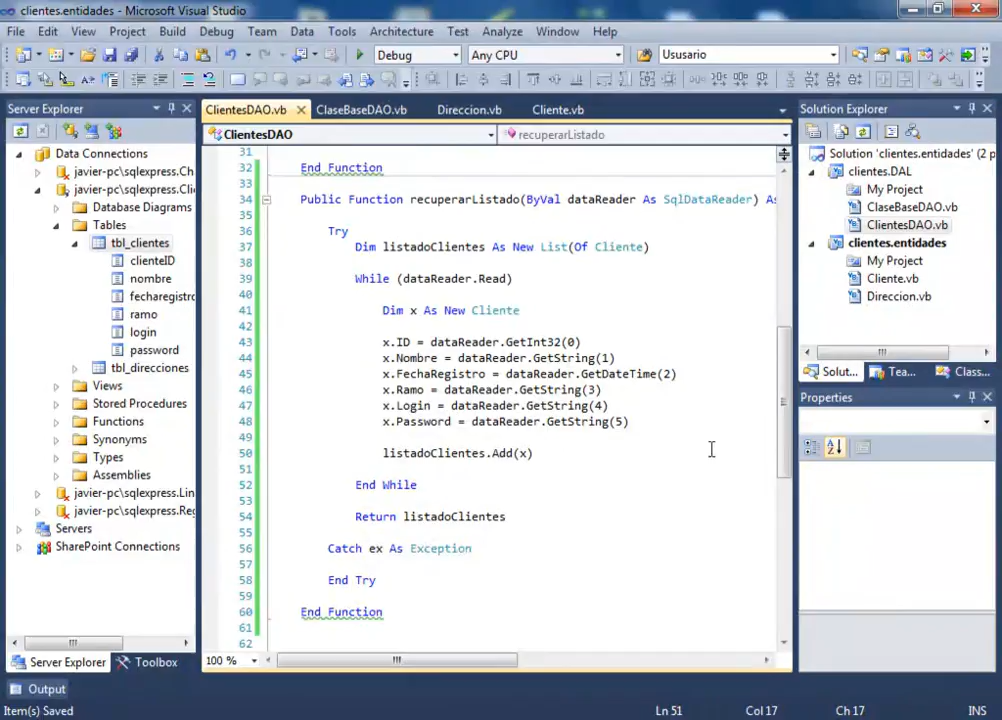 clientes.entidades - Microsoft Visual Studio
File Edit View Project Build Debug Team Data Tools Architecture Test Analyze Window Help
Debug Any CPU Ususario
Server Explorer
Data Connections
javier-pc\sqlexpress.Ch
javier-pc\sqlexpress.Cli
Database Diagrams
Tables
tbl_clientes
clienteID
nombre
fecharegistro
ramo
login
password
tbl_direcciones
Views
Stored Procedures
Functions
Synonyms
Types
Assemblies
javier-pc\sqlexpress.Lin
javier-pc\sqlexpress.Reg
Servers
SharePoint Connections
Server Explorer Toolbox
ClientesDAO.vb ClaseBaseDAO.vb Direccion.vb Cliente.vb
ClientesDAO recuperarListado
31
32 End Function
33
34 Public Function recuperarListado(ByVal dataReader As SqlDataReader) As
35
36 Try
37 Dim listadoClientes As New List(Of Cliente)
38
39 While (dataReader.Read)
40
41 Dim x As New Cliente
42
43 x.ID = dataReader.GetInt32(0)
44 x.Nombre = dataReader.GetString(1)
45 x.FechaRegistro = dataReader.GetDateTime(2)
46 x.Ramo = dataReader.GetString(3)
47 x.Login = dataReader.GetString(4)
48 x.Password = dataReader.GetString(5)
49
50 listadoClientes.Add(x)
51
52 End While
53
54 Return listadoClientes
55
56 Catch ex As Exception
57
58 End Try
59
60 End Function
61
62
100 %
Solution Explorer
Solution 'clientes.entidades' (2 p
clientes.DAL
My Project
ClaseBaseDAO.vb
ClientesDAO.vb
clientes.entidades
My Project
Cliente.vb
Direccion.vb
Solut... Tea... Class...
Properties
Output
Item(s) Saved Ln 51 Col 17 Ch 17 INS